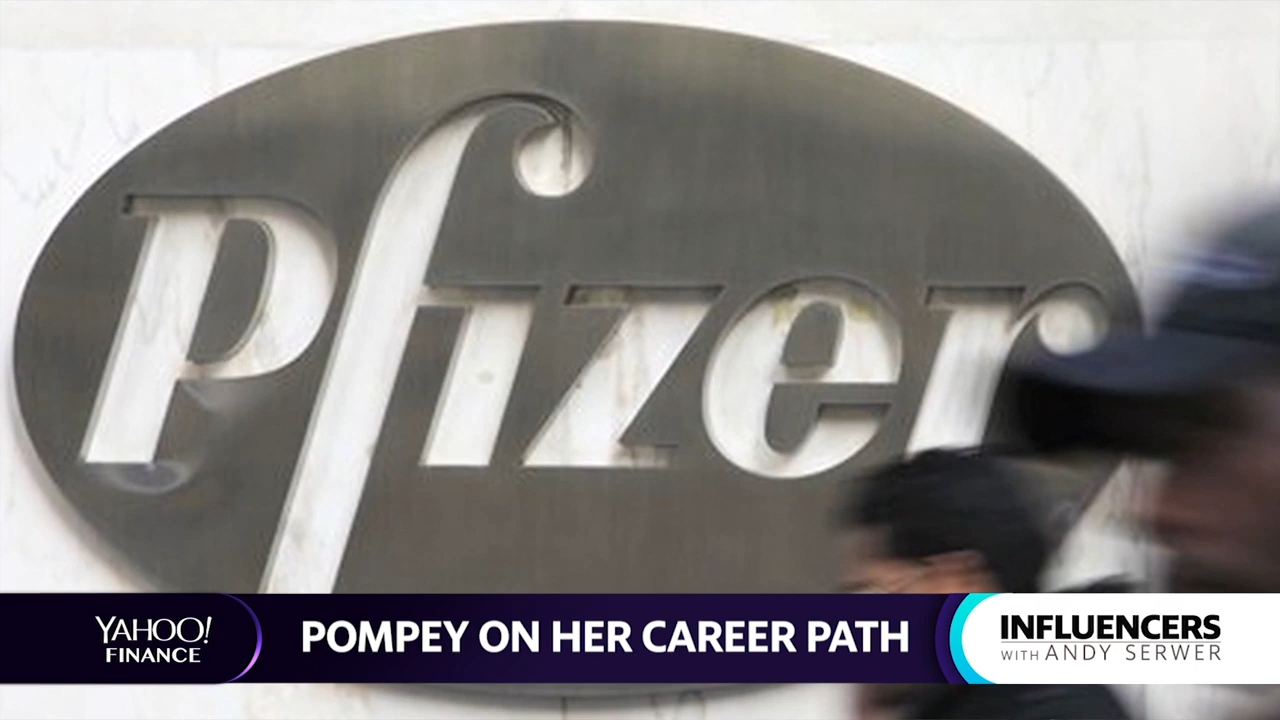 Pfizer
YAHOO!
FINANCE
POMPEY ON HER CAREER PATH
INFLUENCERS
WITH ANDY SERWER